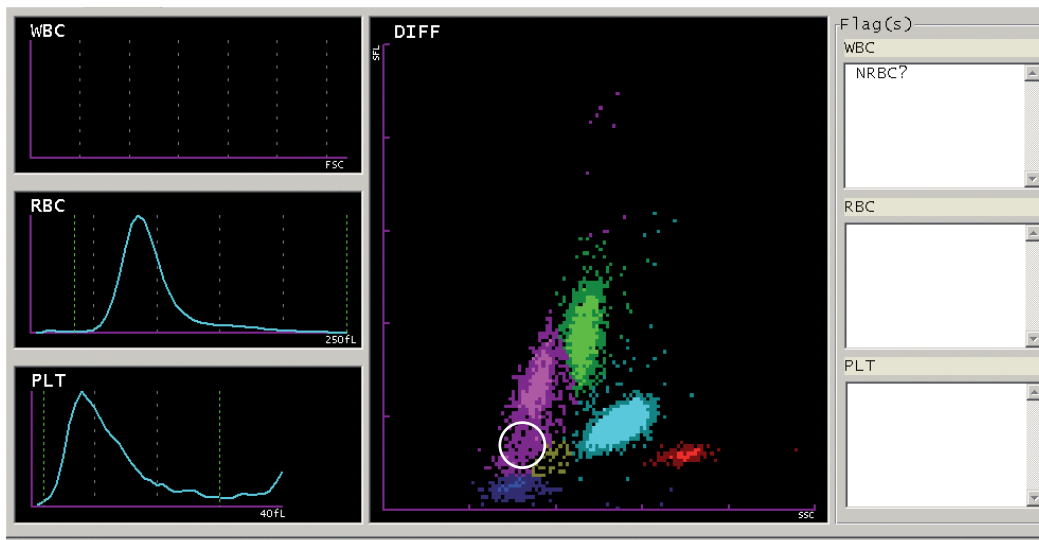 WBC
FSC
RBC
250fL
PLT
40fL
DIFF
SFL
SSC
Flag(s)
WBC
NRBC?
RBC
PLT